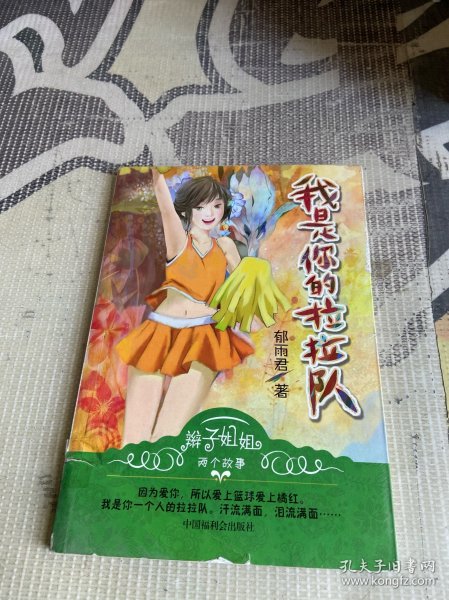 我是你的拉拉队
郁雨君 著
辫子姐姐
两个故事
因为爱你，所以爱上篮球爱上橘红。
我是你一个人的拉拉队。汗流满面，泪流满面……
中国福利会出版社
孔夫子旧书网
www.kongfz.com